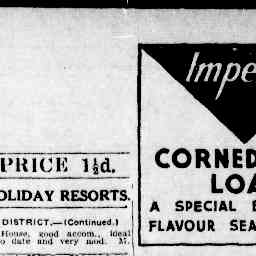 PRICE 1½d.
OLIDAY RESORTS.
DISTRICT.—(Continued.)
House, good accom., ideal
o date and very mod. M.
Impe
CORNED
LOA
A SPECIAL B
FLAVOUR SEA